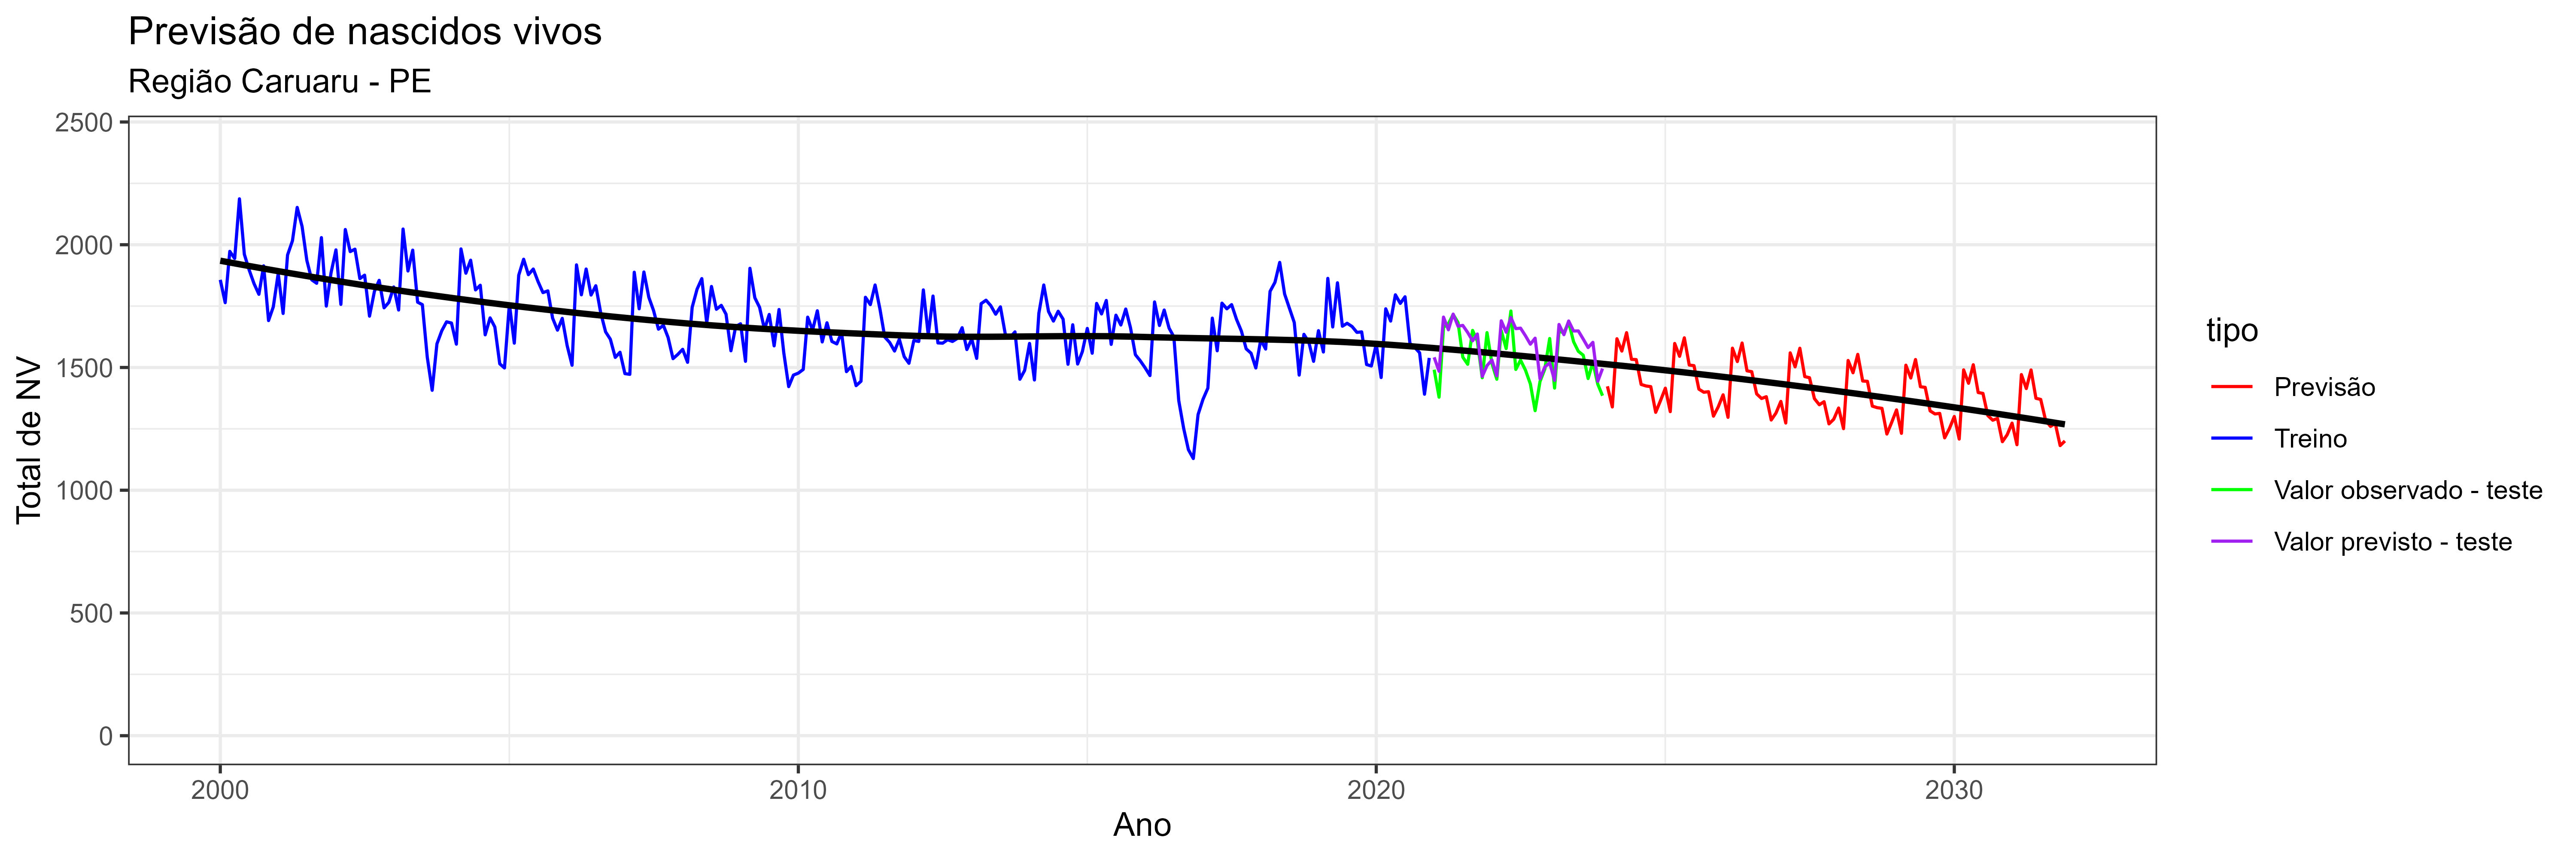 Previsão de nascidos vivos
Região Caruaru - PE
Total de NV
2500
2000
1500
1000
500
0
2000
2010
2020
2030
Ano
tipo
Previsão
Treino
Valor observado - teste
Valor previsto - teste